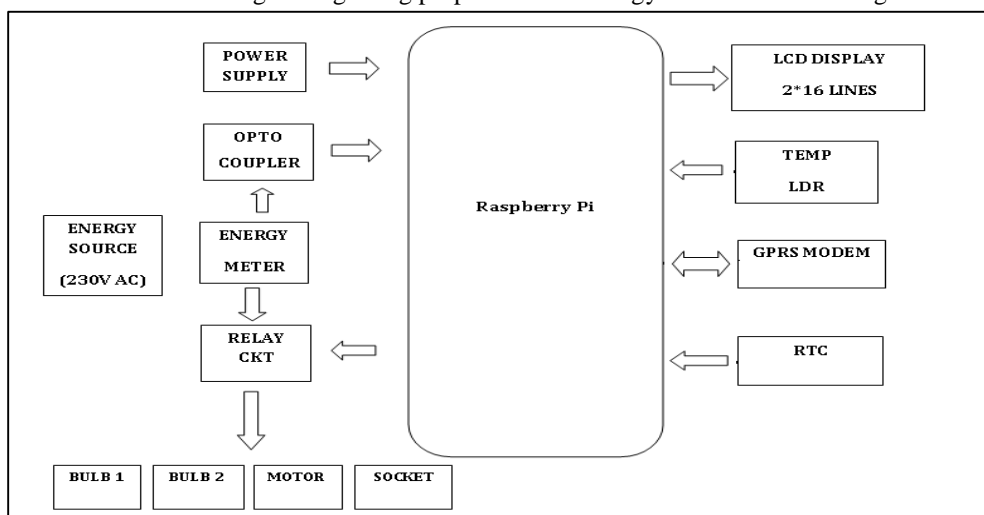 POWER
SUPPLY
OPTO
COUPLER
ENERGY
SOURCE
(230V AC)
ENERGY
METER
RELAY
CKT
BULB 1
BULB 2
MOTOR
SOCKET
Raspberry Pi
LCD DISPLAY
2*16 LINES
TEMP
LDR
GPRS MODEM
RTC